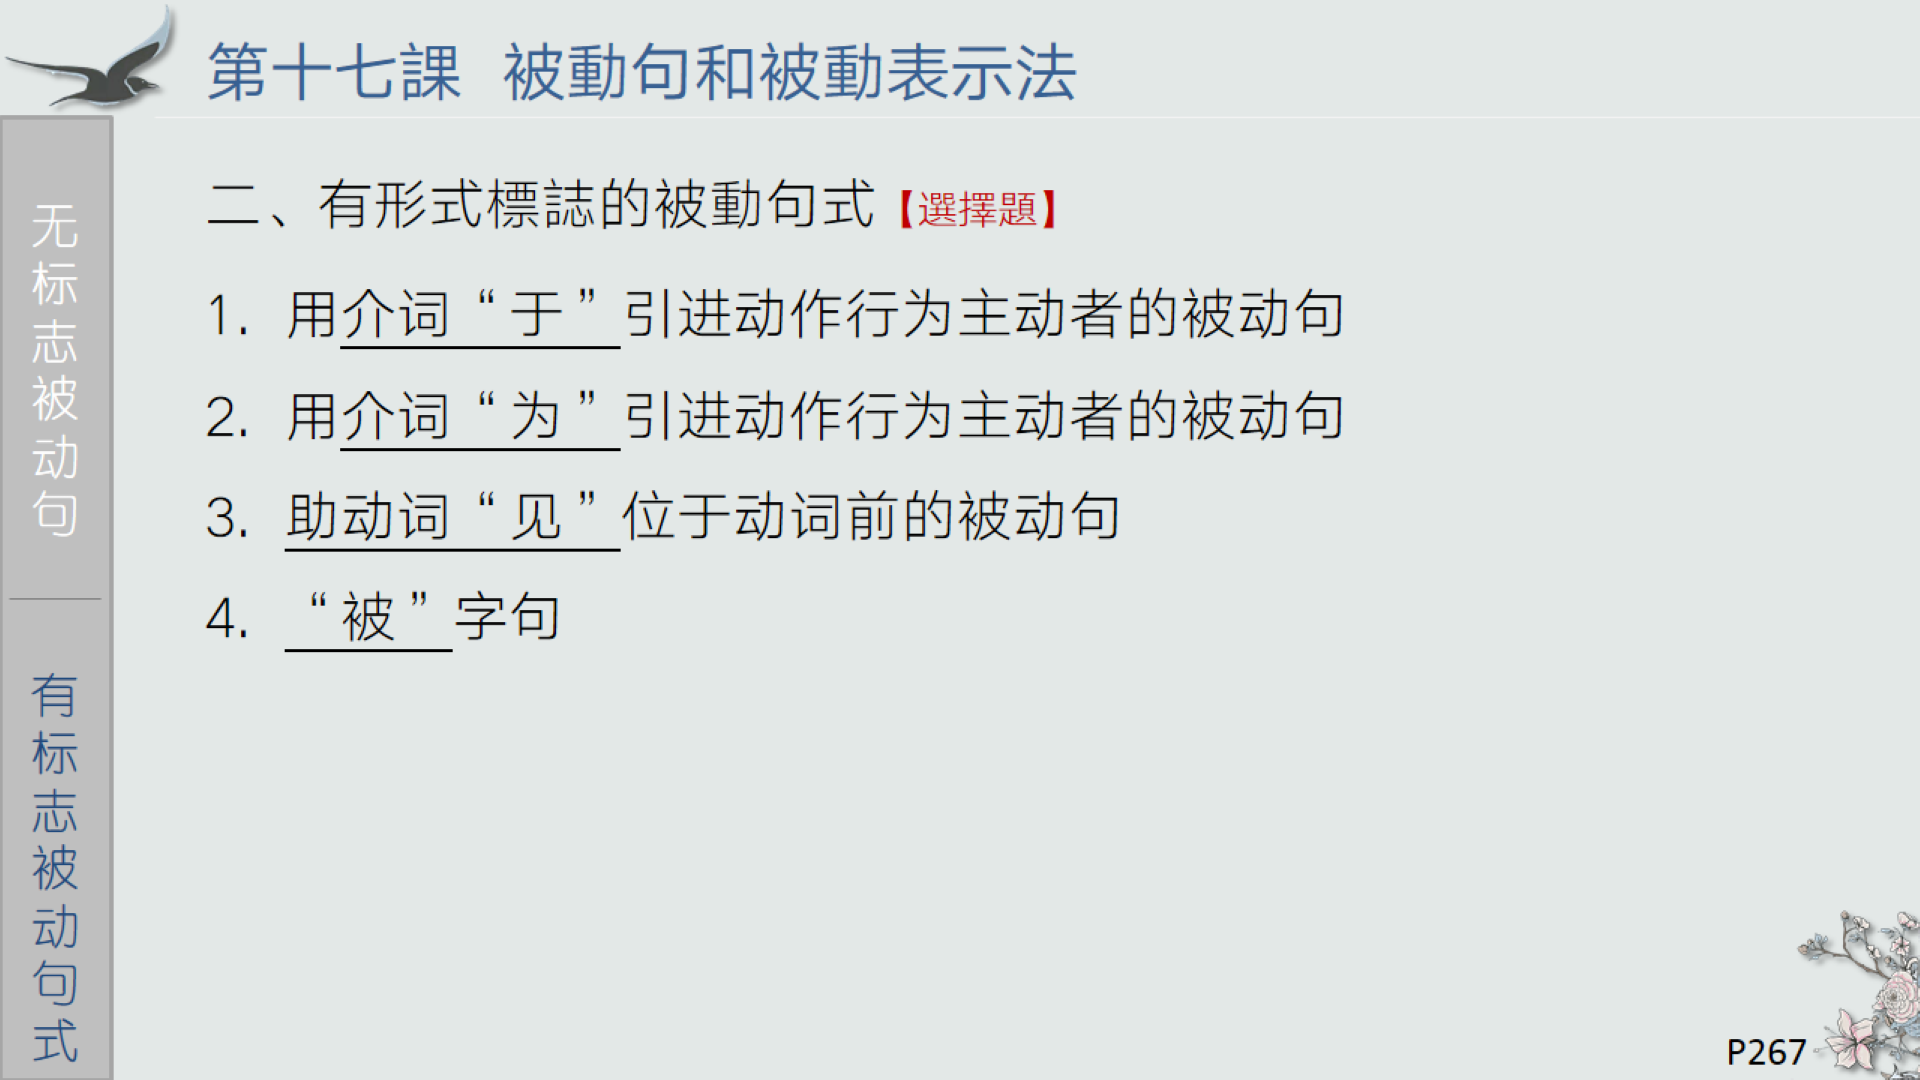 第十七課 被動句和被動表示法
无标志被动句
有标志被动句式
二、有形式標誌的被動句式【選擇題】
1. 用介词“于”引进动作行为主动者的被动句
2. 用介词“为”引进动作行为主动者的被动句
3. 助动词“见”位于动词前的被动句
4. “被”字句
P267